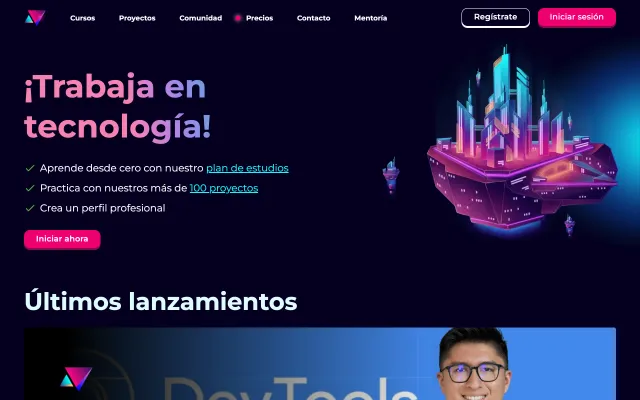 Cursos
Proyectos
Comunidad
Precios
Contacto
Mentoría
Regístrate
Iniciar sesión
¡Trabaja en
tecnología!
Aprende desde cero con nuestro plan de estudios
Practica con nuestros más de 100 proyectos
Crea un perfil profesional
Iniciar ahora
Últimos lanzamientos
DevTools